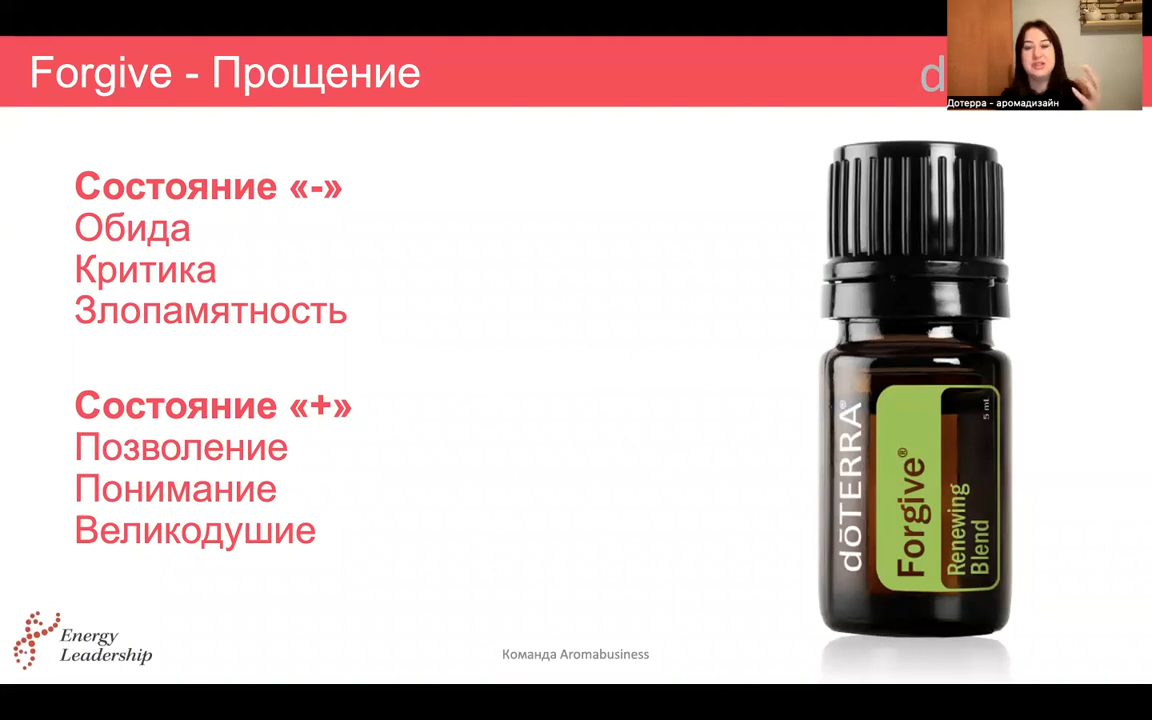 Forgive - Прощение
d
Дотерра - аромадизайн
Состояние «-»
Обида
Критика
Злопамятность
Состояние «+»
Позволение
Понимание
Великодушие
dōTERRA®
Forgive®
Renewing
Blend
5 mL
Energy
Leadership
Команда Aromabusiness